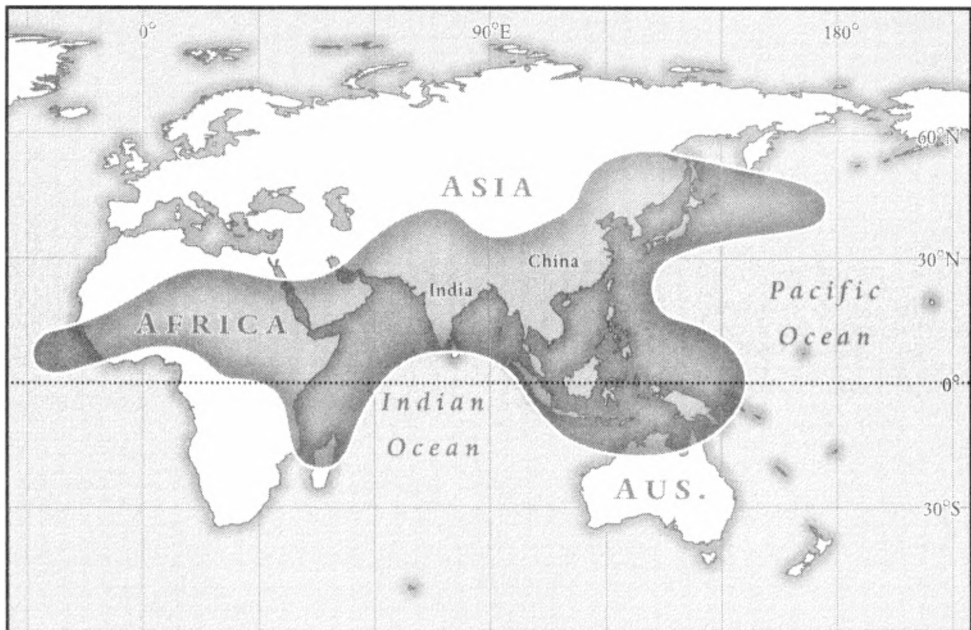 0° 90°E 180°
60°N
ASIA
China
30°N
India
Pacific
Ocean
AFRICA
0°
Indian
Ocean
AUS.
30°S